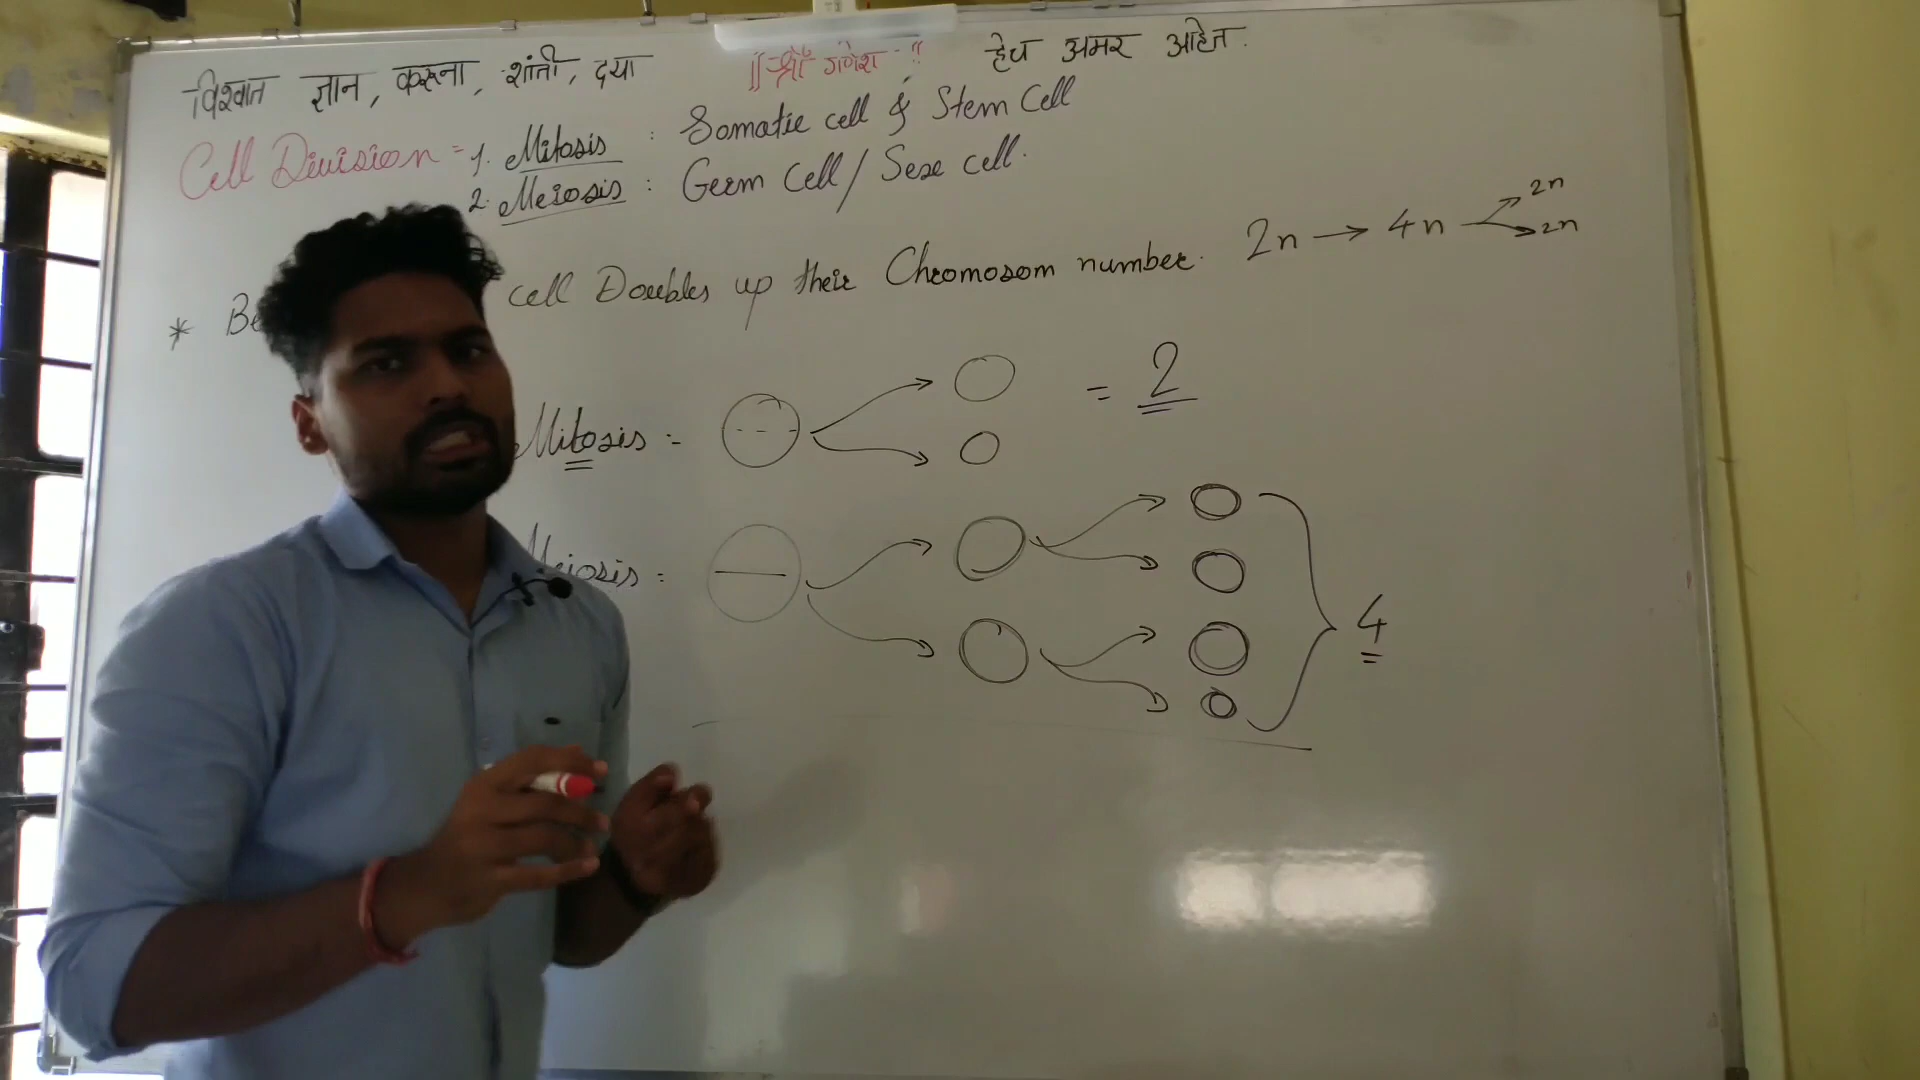 विश्वात ज्ञान, करूना, शांती, दया ॥ श्री गणेश ॥ हेच अमर आहेत.
Cell Division = 1. Mitosis : Somatic cell & Stem Cell
2. Meiosis : Germ Cell / Sex cell.
* cell Doubles up their Chromosom number. 2n → 4n 2n
2n
Mitosis :- = 2
Meiosis : 4